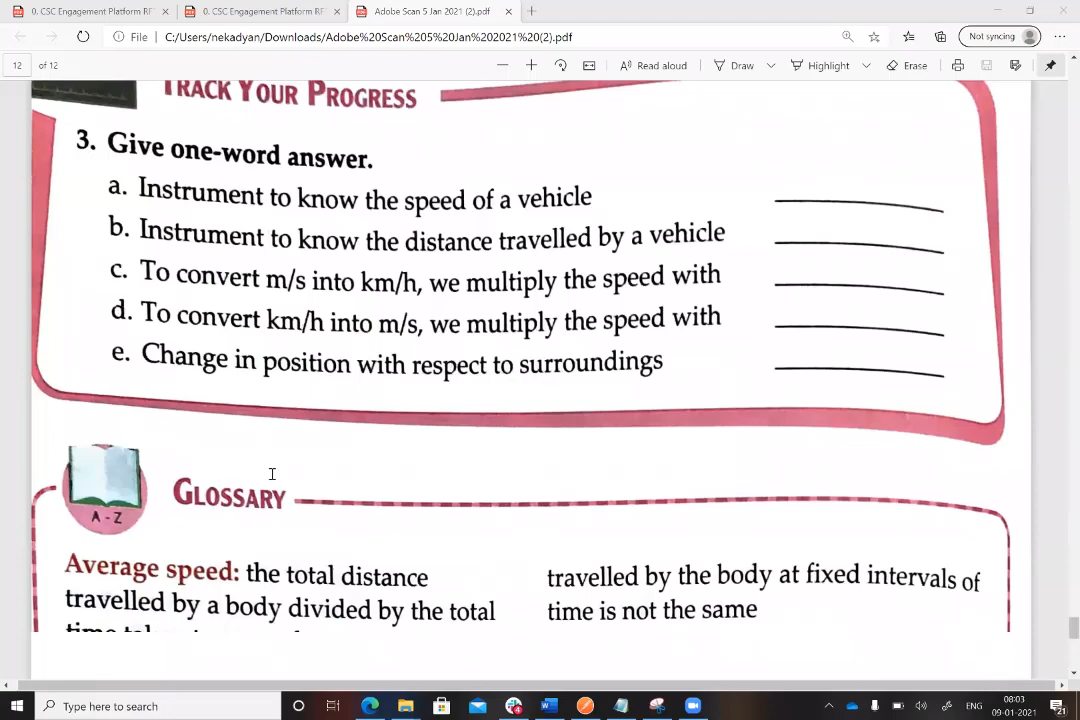 0. CSC Engagement Platform RF
0. CSC Engagement Platform RF
Adobe Scan 5 Jan 2021 (2).pdf
File
C:/Users/nekadyan/Downloads/Adobe%20Scan%205%20Jan%202021%20(2).pdf
Not syncing
12 of 12
Read aloud
Draw
Highlight
Erase
TRACK YOUR PROGRESS
3. Give one-word answer.
a. Instrument to know the speed of a vehicle
b. Instrument to know the distance travelled by a vehicle
c. To convert m/s into km/h, we multiply the speed with
d. To convert km/h into m/s, we multiply the speed with
e. Change in position with respect to surroundings
A - Z
GLOSSARY
Average speed: the total distance
travelled by a body divided by the total
travelled by the body at fixed intervals of
time is not the same
Type here to search
ENG
08:03
09-01-2021
21